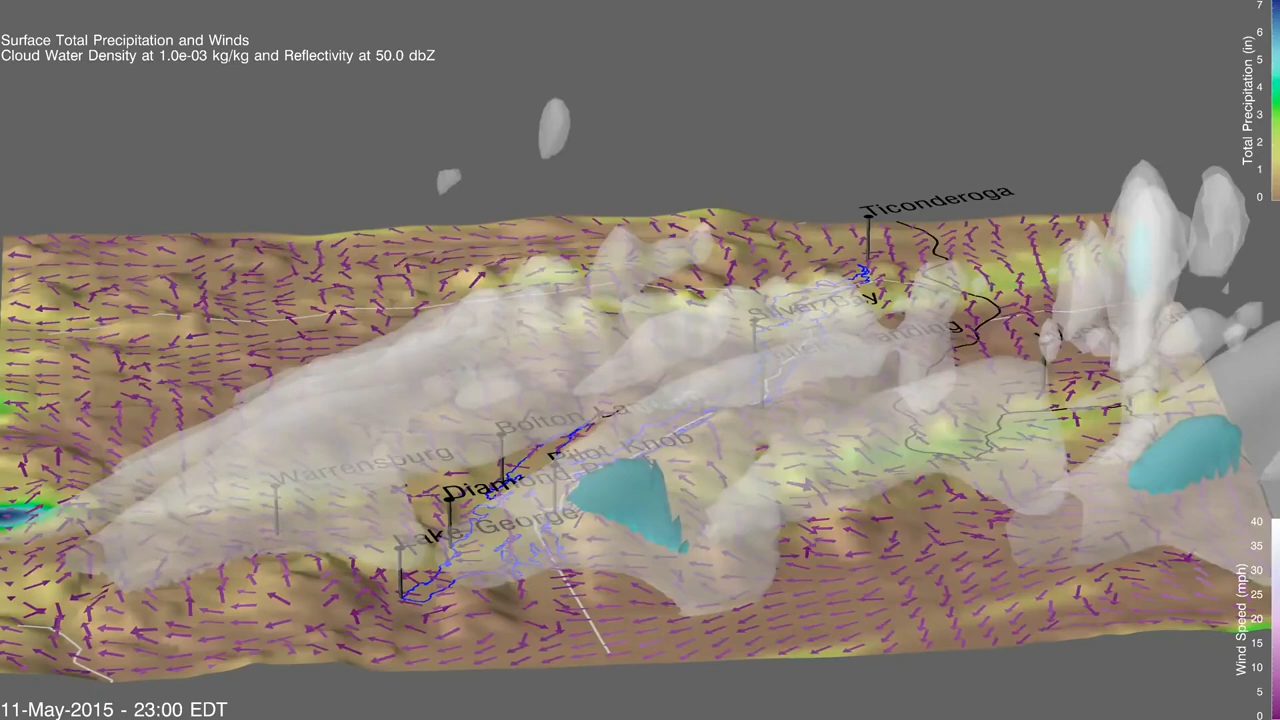 Surface Total Precipitation and Winds
Cloud Water Density at 1.0e-03 kg/kg and Reflectivity at 50.0 dbZ
Total Precipitation (in)
7
6
5
4
3
2
1
0
Ticonderoga
Silver Bay
Bolton La
Pilot Knob
Warrensburg
Lake George
Wind Speed (mph)
40
35
30
25
20
15
10
5
0
11-May-2015 - 23:00 EDT